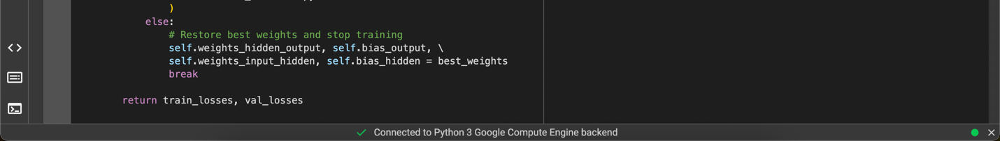 )
else:
# Restore best weights and stop training
self.weights_hidden_output, self.bias_output, \
self.weights_input_hidden, self.bias_hidden = best_weights
break
return train_losses, val_losses
Connected to Python 3 Google Compute Engine backend